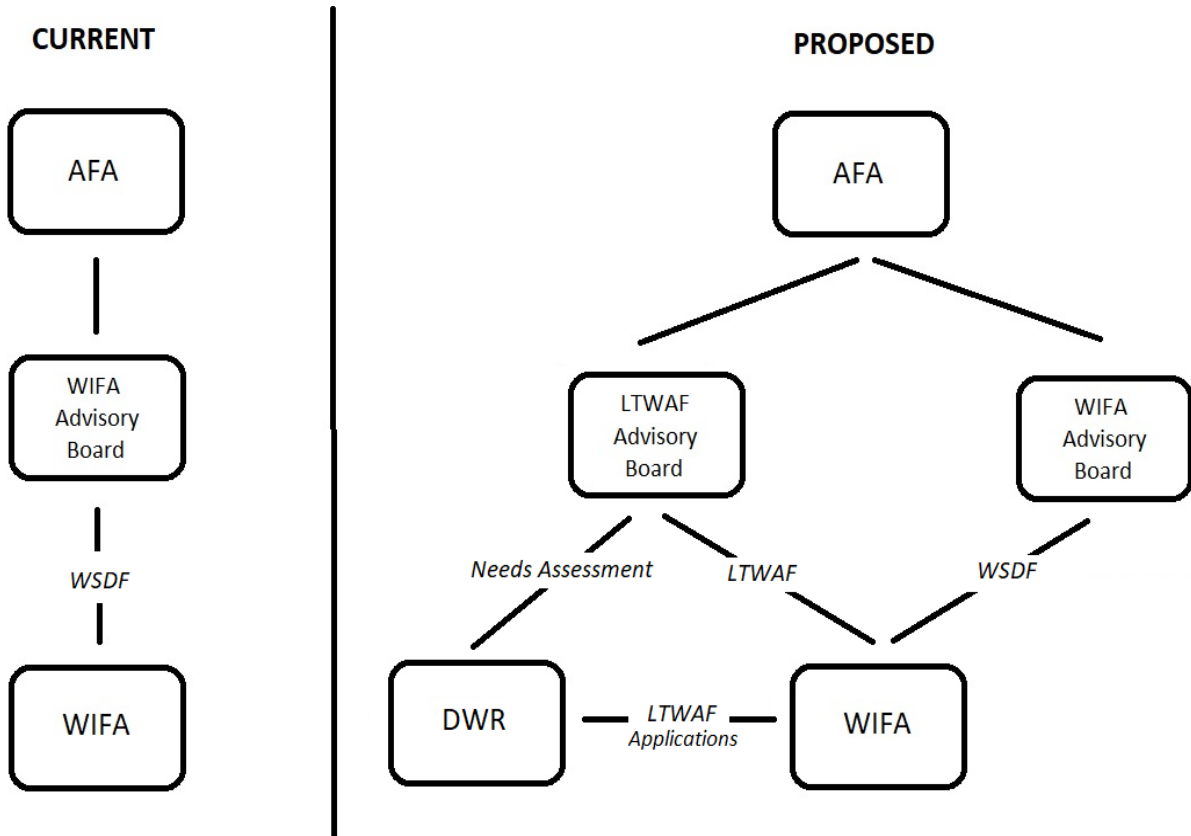 CURRENT
AFA
WIFA
Advisory
Board
WSDF
WIFA
PROPOSED
AFA
LTWAF
Advisory
Board
WIFA
Advisory
Board
Needs Assessment
LTWAF
WSDF
DWR
LTWAF
Applications
WIFA